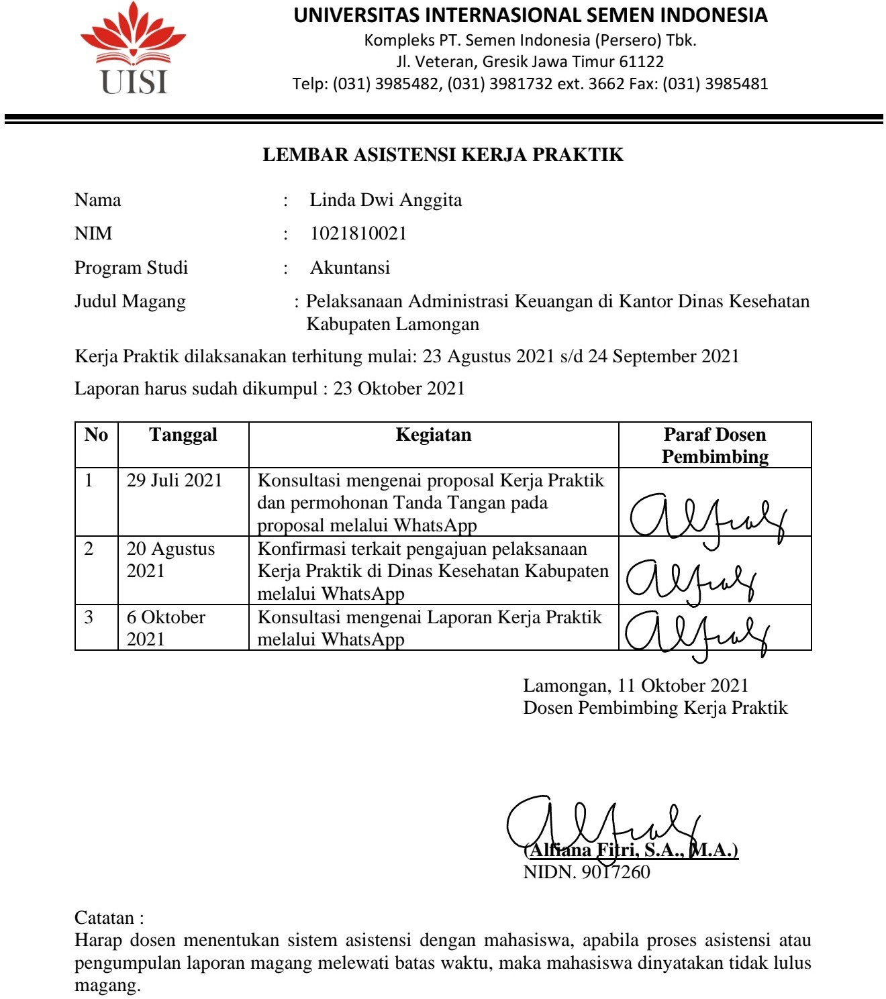 UNIVERSITAS INTERNASIONAL SEMEN INDONESIA
Kompleks PT. Semen Indonesia (Persero) Tbk.
Jl. Veteran, Gresik Jawa Timur 61122
Telp: (031) 3985482, (031) 3981732 ext. 3662 Fax: (031) 3985481
UISI
LEMBAR ASISTENSI KERJA PRAKTIK
Nama : Linda Dwi Anggita
NIM : 1021810021
Program Studi : Akuntansi
Judul Magang : Pelaksanaan Administrasi Keuangan di Kantor Dinas Kesehatan
Kabupaten Lamongan
Kerja Praktik dilaksanakan terhitung mulai: 23 Agustus 2021 s/d 24 September 2021
Laporan harus sudah dikumpul : 23 Oktober 2021
No Tanggal Kegiatan Paraf Dosen
Pembimbing
1 29 Juli 2021 Konsultasi mengenai proposal Kerja Praktik
dan permohonan Tanda Tangan pada
proposal melalui WhatsApp
2 20 Agustus Konfirmasi terkait pengajuan pelaksanaan
2021 Kerja Praktik di Dinas Kesehatan Kabupaten
melalui WhatsApp
3 6 Oktober Konsultasi mengenai Laporan Kerja Praktik
2021 melalui WhatsApp
Lamongan, 11 Oktober 2021
Dosen Pembimbing Kerja Praktik
(Alfiana Fitri, S.A., M.A.)
NIDN. 9017260
Catatan :
Harap dosen menentukan sistem asistensi dengan mahasiswa, apabila proses asistensi atau
pengumpulan laporan magang melewati batas waktu, maka mahasiswa dinyatakan tidak lulus
magang.